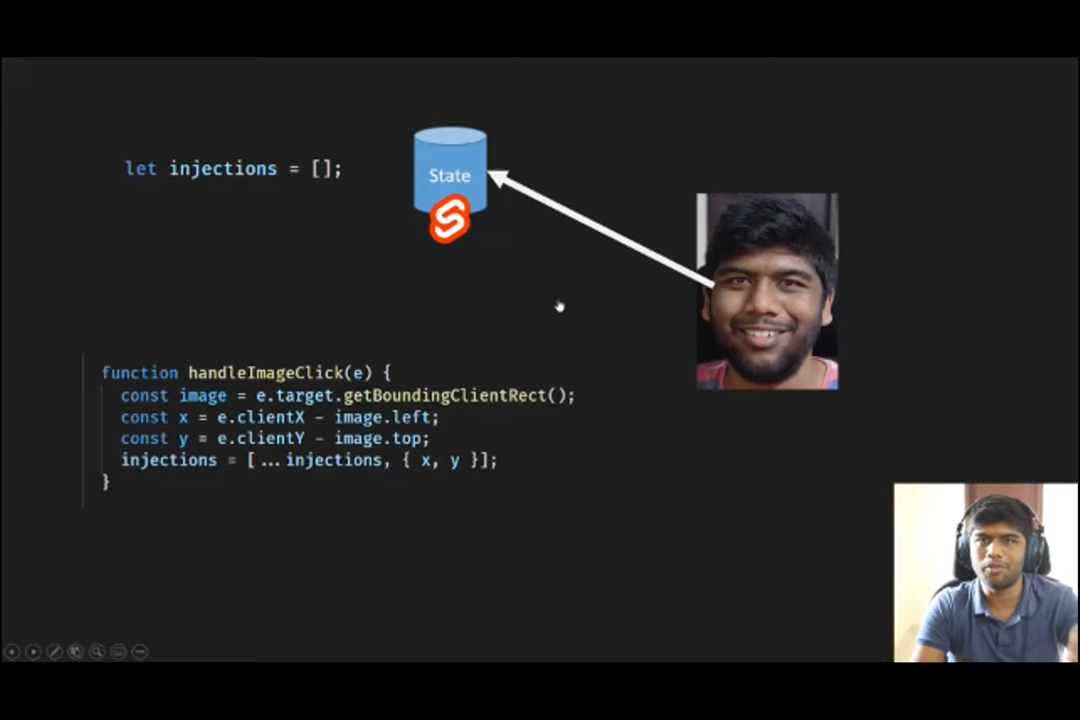 let injections = [];
State
function handleImageClick(e) {
const image = e.target.getBoundingClientRect();
const x = e.clientX - image.left;
const y = e.clientY - image.top;
injections = [...injections, { x, y }];
}